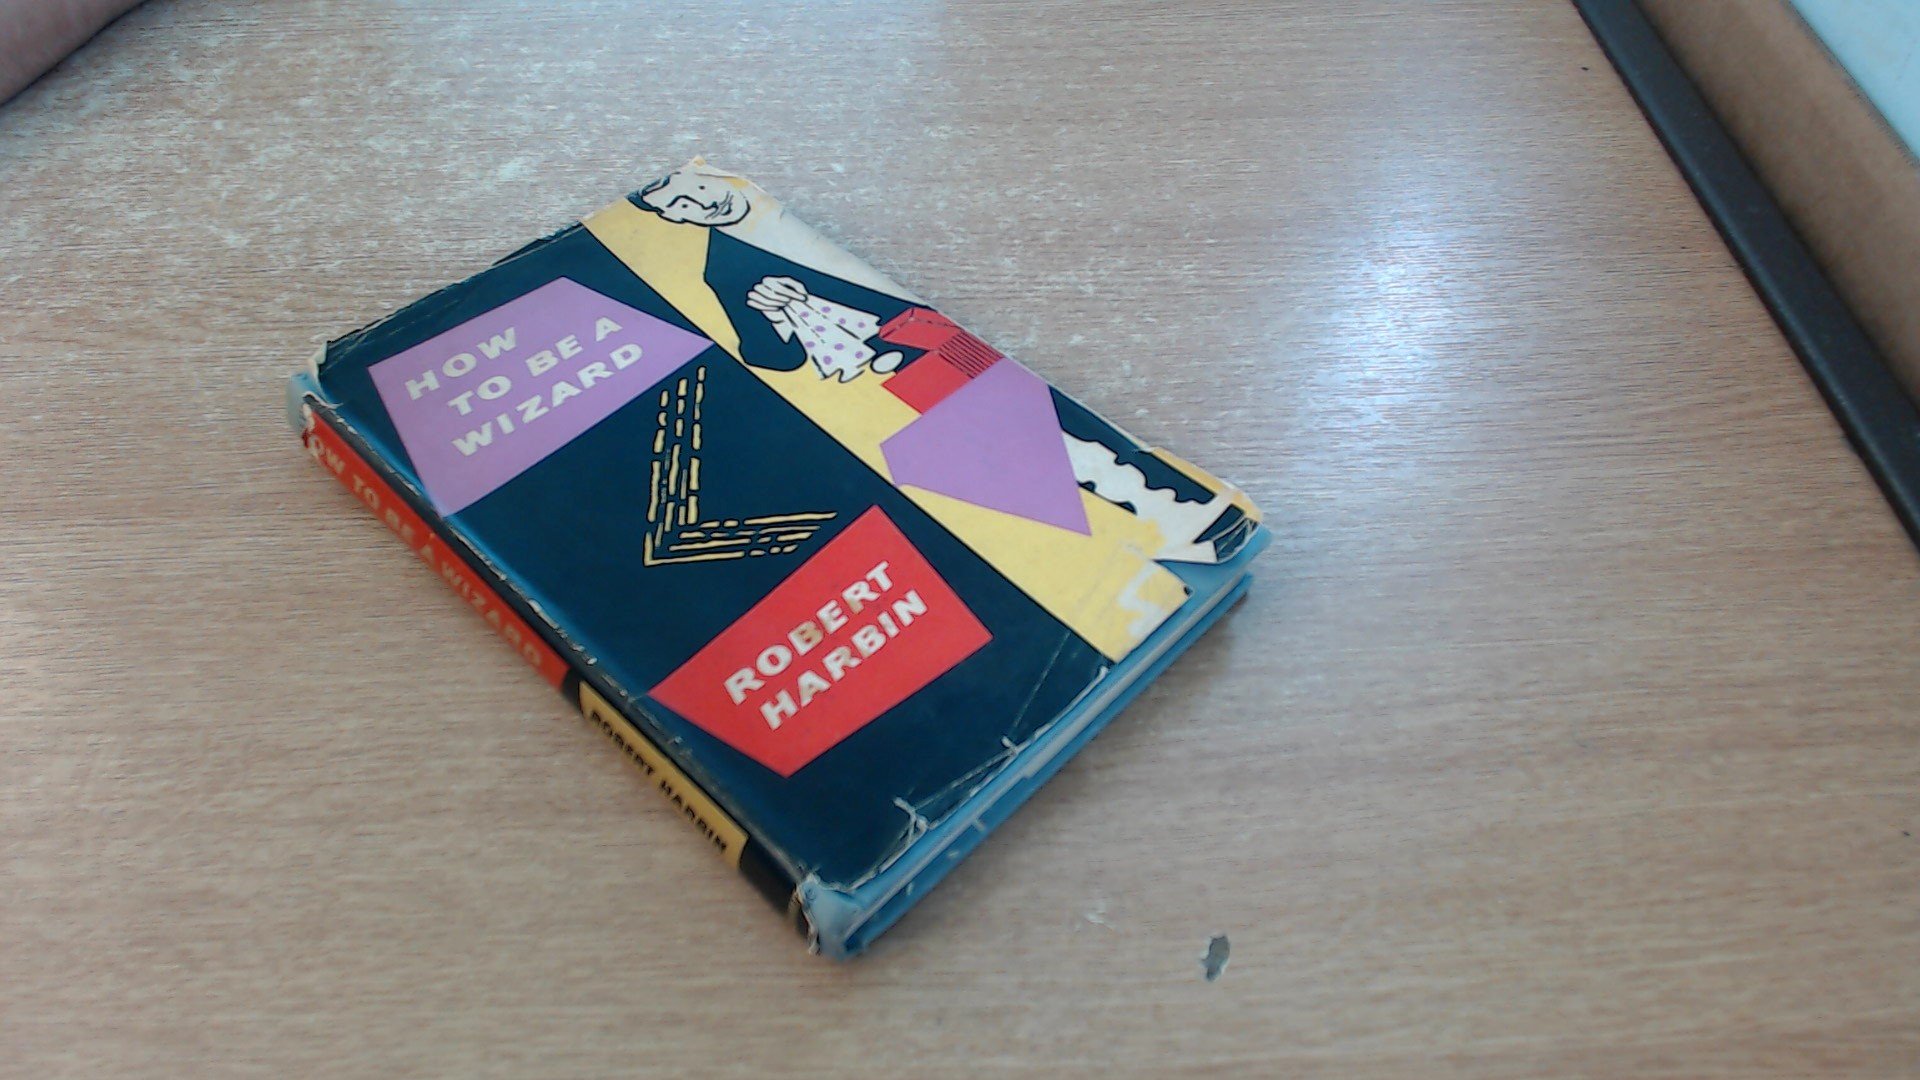 HOW
TO BE A
WIZARD
ROBERT
HARBIN
HOW TO BE A WIZARD
ROBERT HARBIN